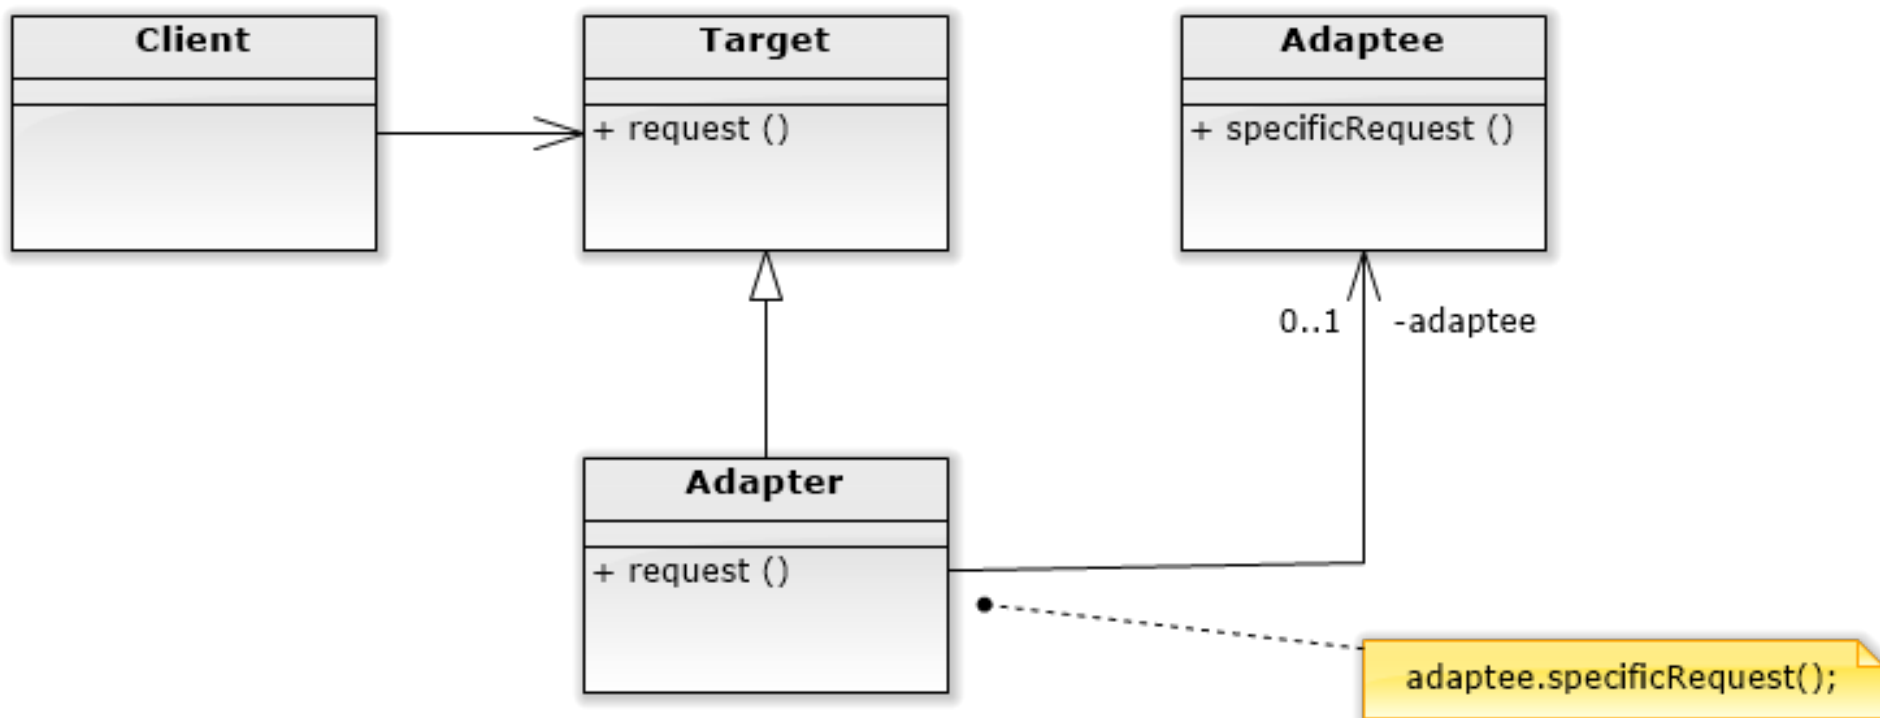 Client
Target
Adaptee
+ request ()
+ specificRequest ()
0..1
-adaptee
Adapter
+ request ()
adaptee.specificRequest();